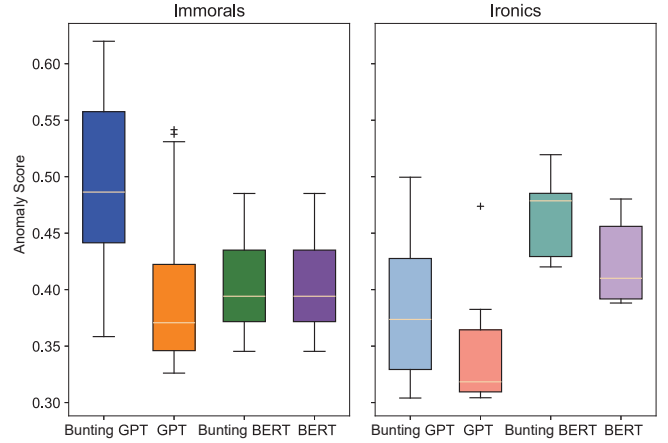 Immorals
Ironics
Anomaly Score
0.60
0.55
0.50
0.45
0.40
0.35
0.30
Bunting GPT GPT Bunting BERT BERT
Bunting GPT GPT Bunting BERT BERT